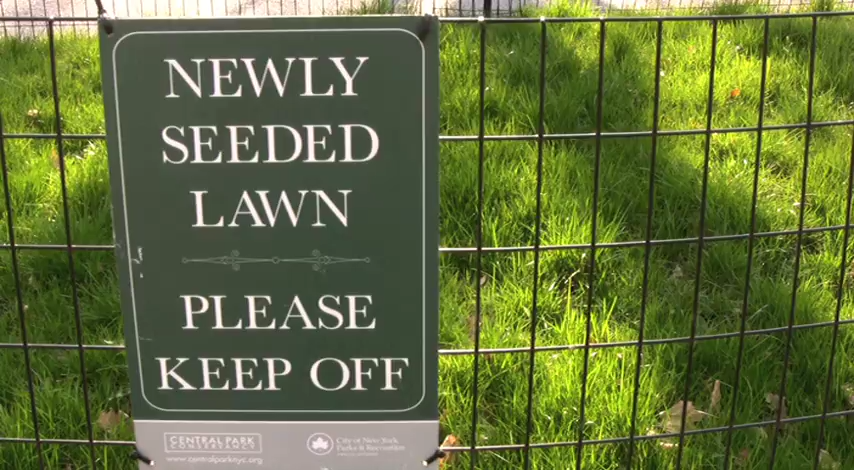 NEWLY
SEEDED
LAWN
PLEASE
KEEP OFF
CENTRAL PARK
CONSERVANCY
www.centralparknyc.org
City of New York
Parks & Recreation